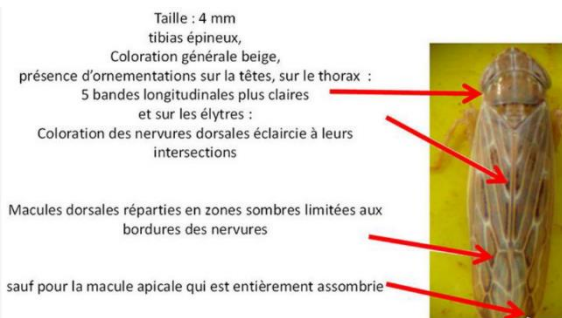 Taille : 4 mm
tibias épineux,
Coloration générale beige,
présence d'ornementations sur la têtes, sur le thorax :
5 bandes longitudinales plus claires
et sur les élytres :
Coloration des nervures dorsales éclaircie à leurs
intersections
Macules dorsales réparties en zones sombres limitées aux
bordures des nervures
sauf pour la macule apicale qui est entièrement assombrie